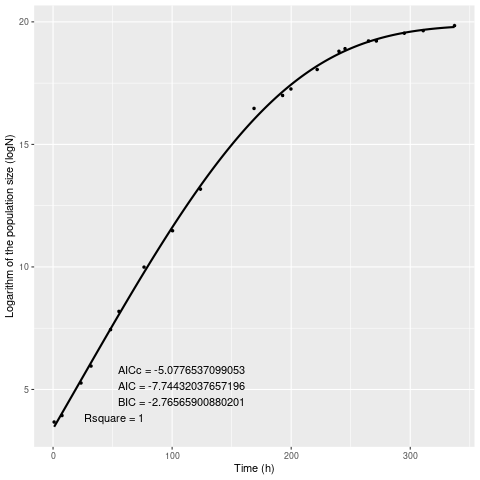 20
15
10
5
Logarithm of the population size (logN)
AICc = -5.0776537099053
AIC = -7.74432037657196
BIC = -2.76565900880201
Rsquare = 1
0
100
200
300
Time (h)